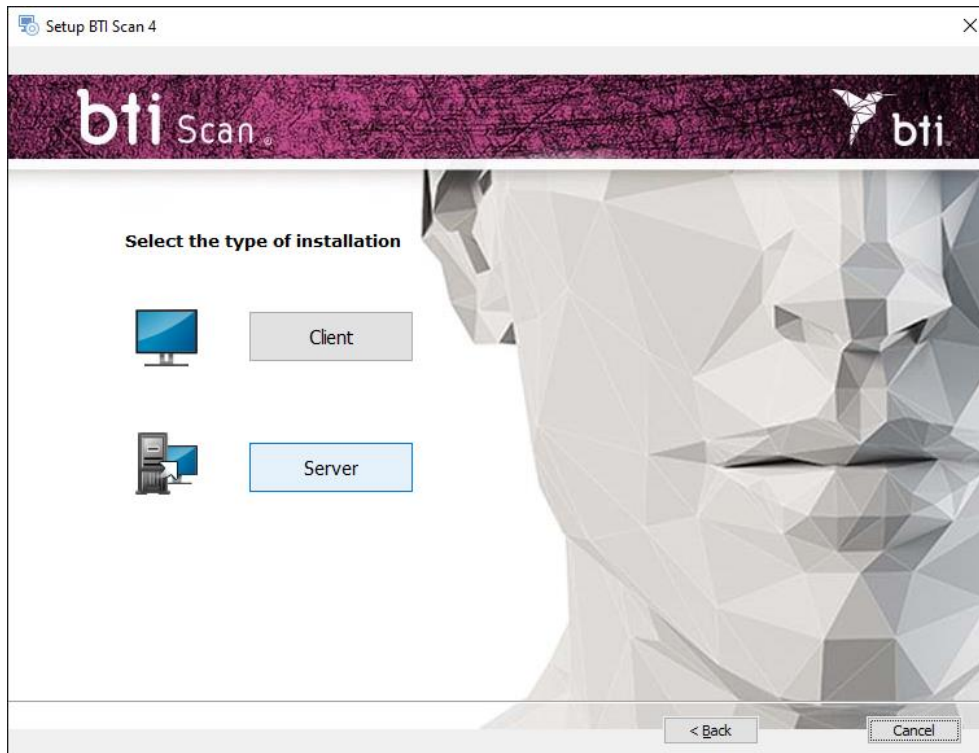 Setup BTI Scan 4
bti Scan®
bti
Select the type of installation
Client
Server
< Back
Cancel